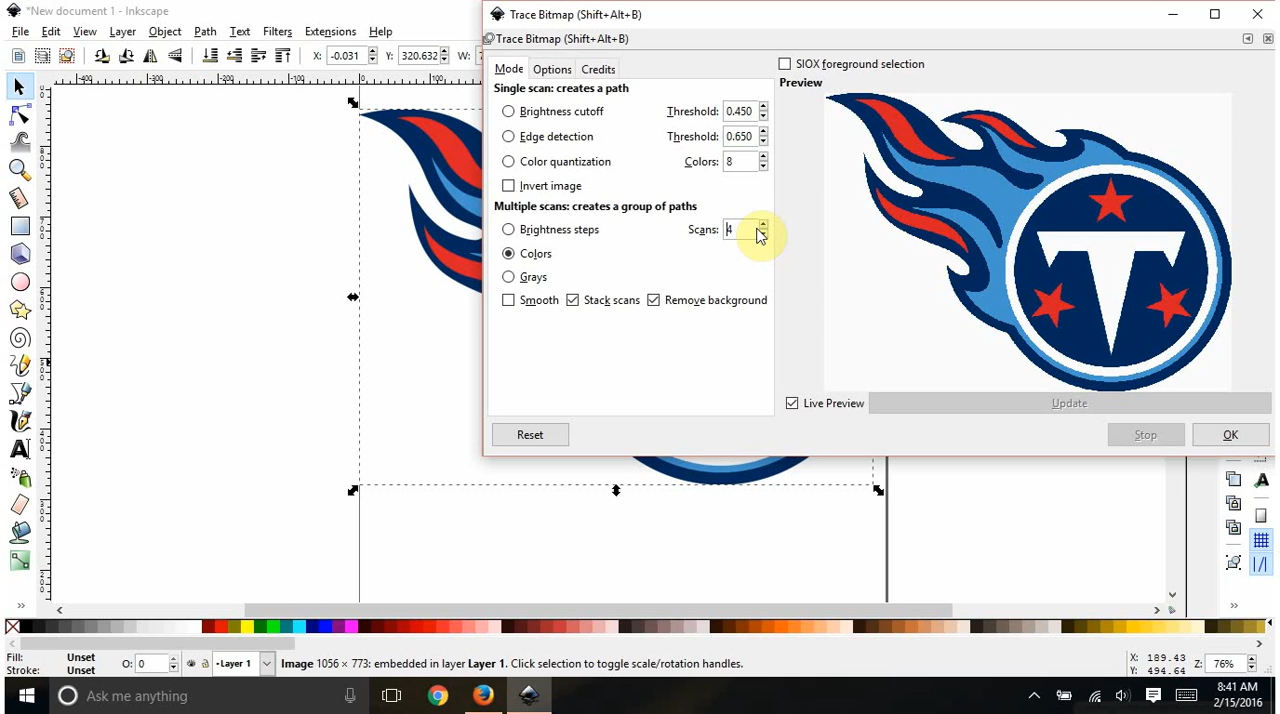 *New document 1 - Inkscape
File Edit View Layer Object Path Text Filters Extensions Help
X: -0.031 Y: 320.632 W:
Trace Bitmap (Shift+Alt+B)
Trace Bitmap (Shift+Alt+B)
Mode Options Credits
Single scan: creates a path
Brightness cutoff Threshold: 0.450
Edge detection Threshold: 0.650
Color quantization Colors: 8
Invert image
Multiple scans: creates a group of paths
Brightness steps Scans: 4
Colors
Grays
Smooth Stack scans Remove background
SIOX foreground selection
Preview
T
Live Preview Update
Reset Stop OK
Fill: Unset
Stroke: Unset
O: 0
Layer 1
Image 1056 × 773: embedded in layer Layer 1. Click selection to toggle scale/rotation handles.
X: 189.43
Y: 494.64
Z: 76%
Ask me anything
8:41 AM
2/15/2016